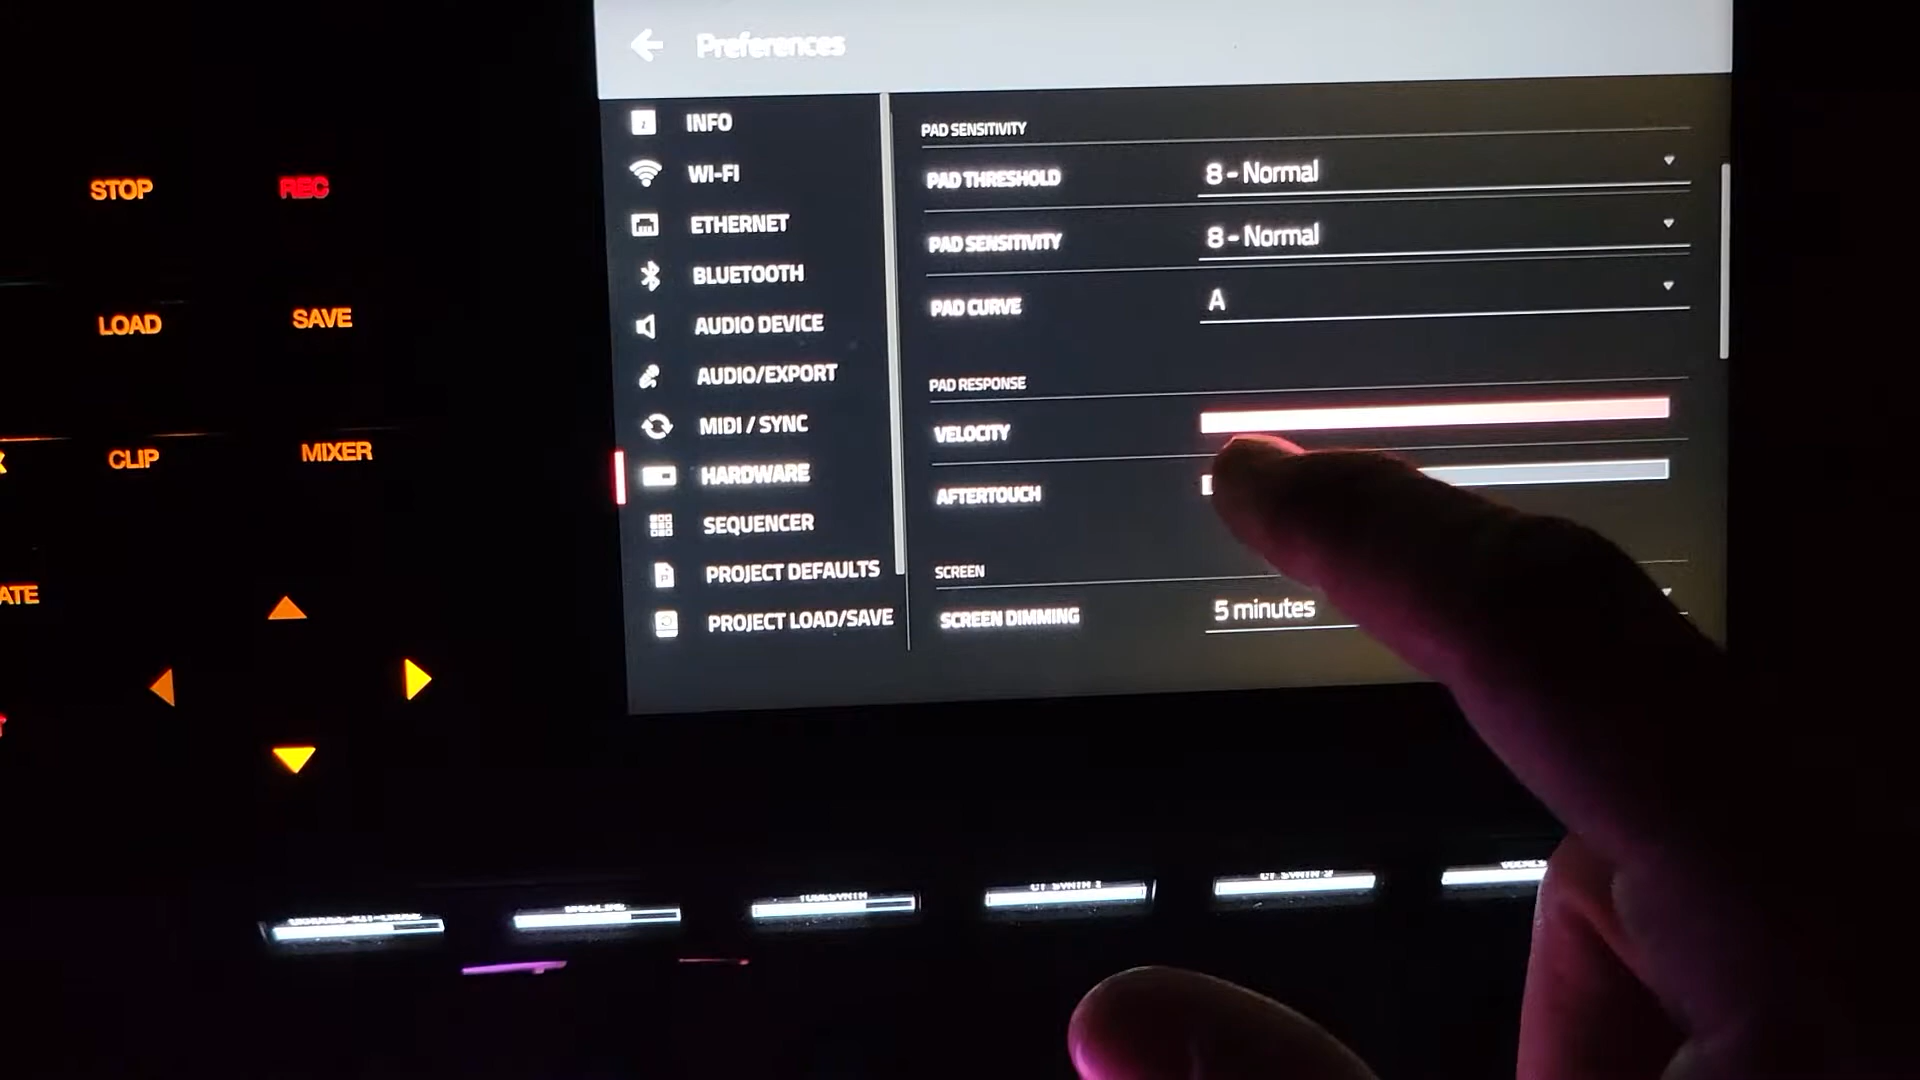 Preferences
INFO
WI-FI
ETHERNET
BLUETOOTH
AUDIO DEVICE
AUDIO/EXPORT
MIDI / SYNC
HARDWARE
SEQUENCER
PROJECT DEFAULTS
PROJECT LOAD/SAVE
PAD SENSITIVITY
PAD THRESHOLD 8 - Normal
PAD SENSITIVITY 8 - Normal
PAD CURVE A
PAD RESPONSE
VELOCITY
AFTERTOUCH
SCREEN
SCREEN DIMMING 5 minutes
STOP REC
LOAD SAVE
CLIP MIXER
ATE
TUBESYNTH